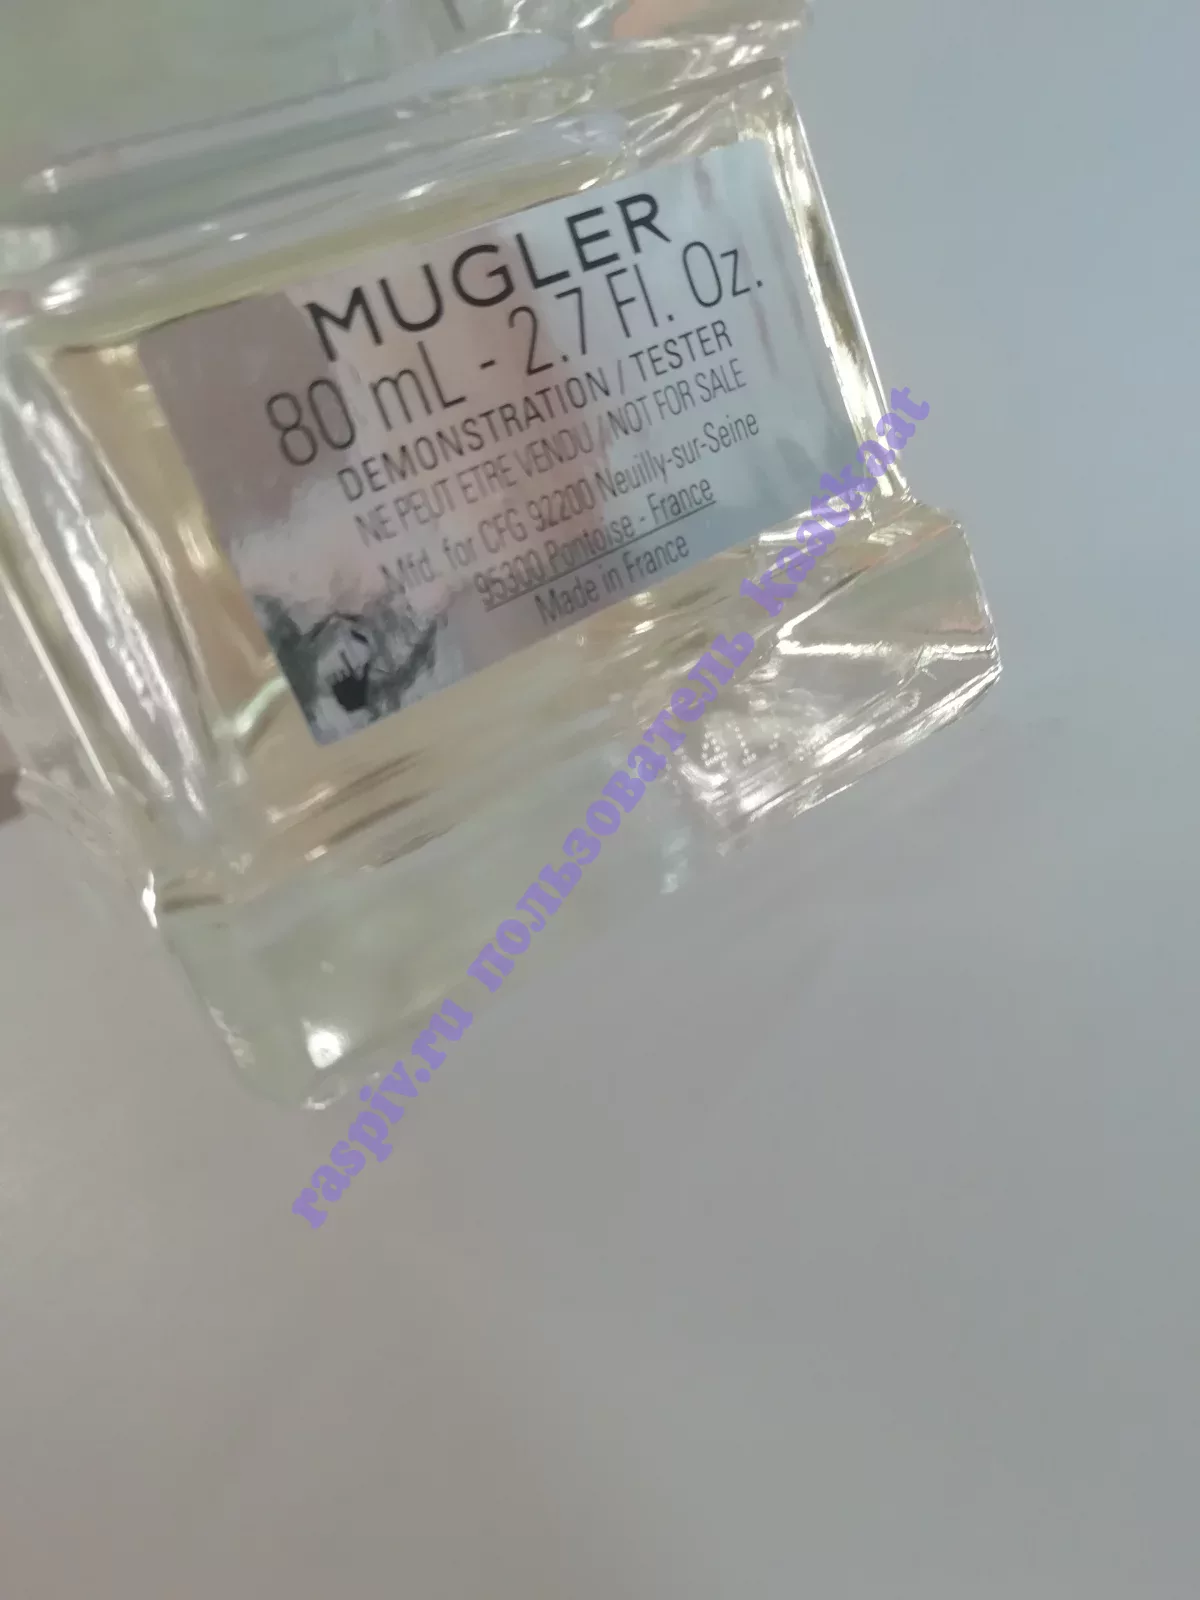 MUGLER
80 mL - 2.7 Fl. Oz.
DEMONSTRATION / TESTER
NE PEUT ETRE VENDU / NOT FOR SALE
Mfd. for CFG 92200 Neuilly-sur-Seine
95300 Pontoise - France
Made in France
raspiv.ru пользователь kaatkaat